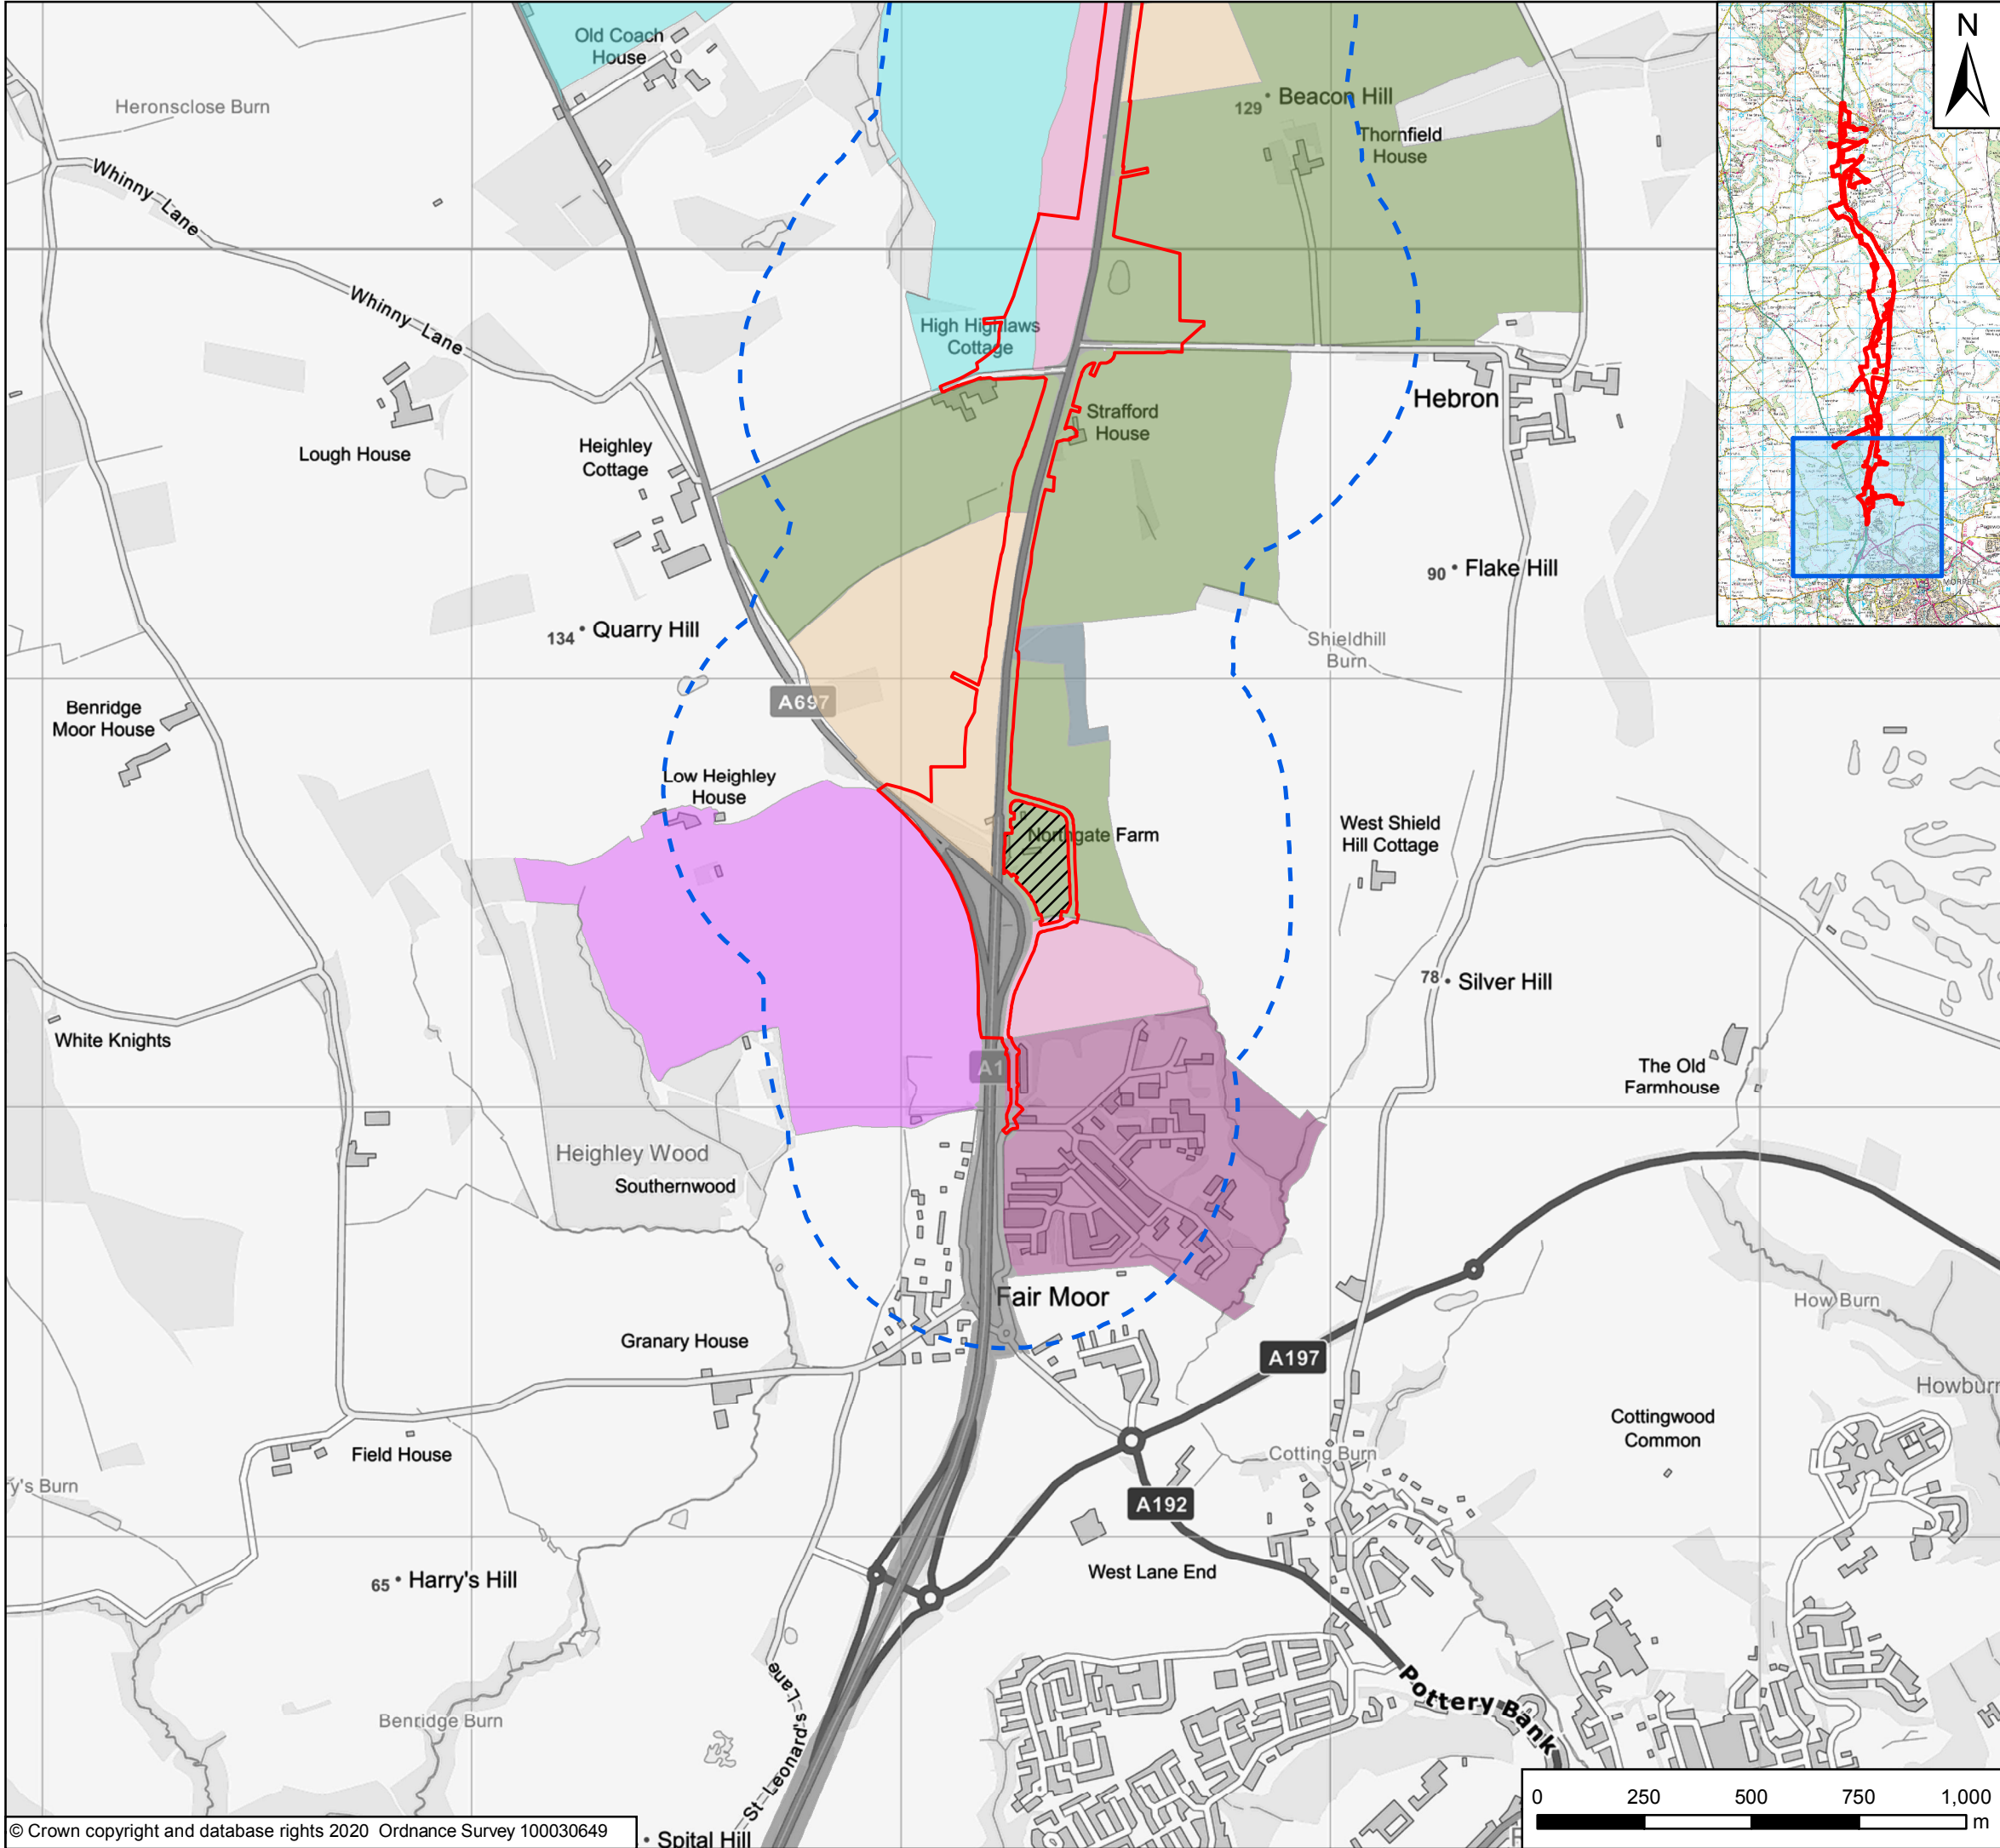 Old Coach
House
Heronsclose Burn
129 Beacon Hill
Thornfield
House
N
Whinny Lane
Whinny Lane
High Highlaws
Cottage
Strafford
House
Hebron
Lough House
Heighley
Cottage
90 Flake Hill
134 Quarry Hill
Shieldhill
Burn
A697
Benridge
Moor House
Low Heighley
House
Northgate Farm
West Shield
Hill Cottage
78 Silver Hill
White Knights
A1
The Old
Farmhouse
Heighley Wood
Southernwood
Fair Moor
How Burn
Granary House
A197
Howburn
Cottingwood
Common
Field House
Cotting Burn
ry's Burn
A192
West Lane End
65 Harry's Hill
Pottery Bank
Benridge Burn
St Leonard's Lane
Spital Hill
MORPETH
0 250 500 750 1,000
m
© Crown copyright and database rights 2020 Ordnance Survey 100030649